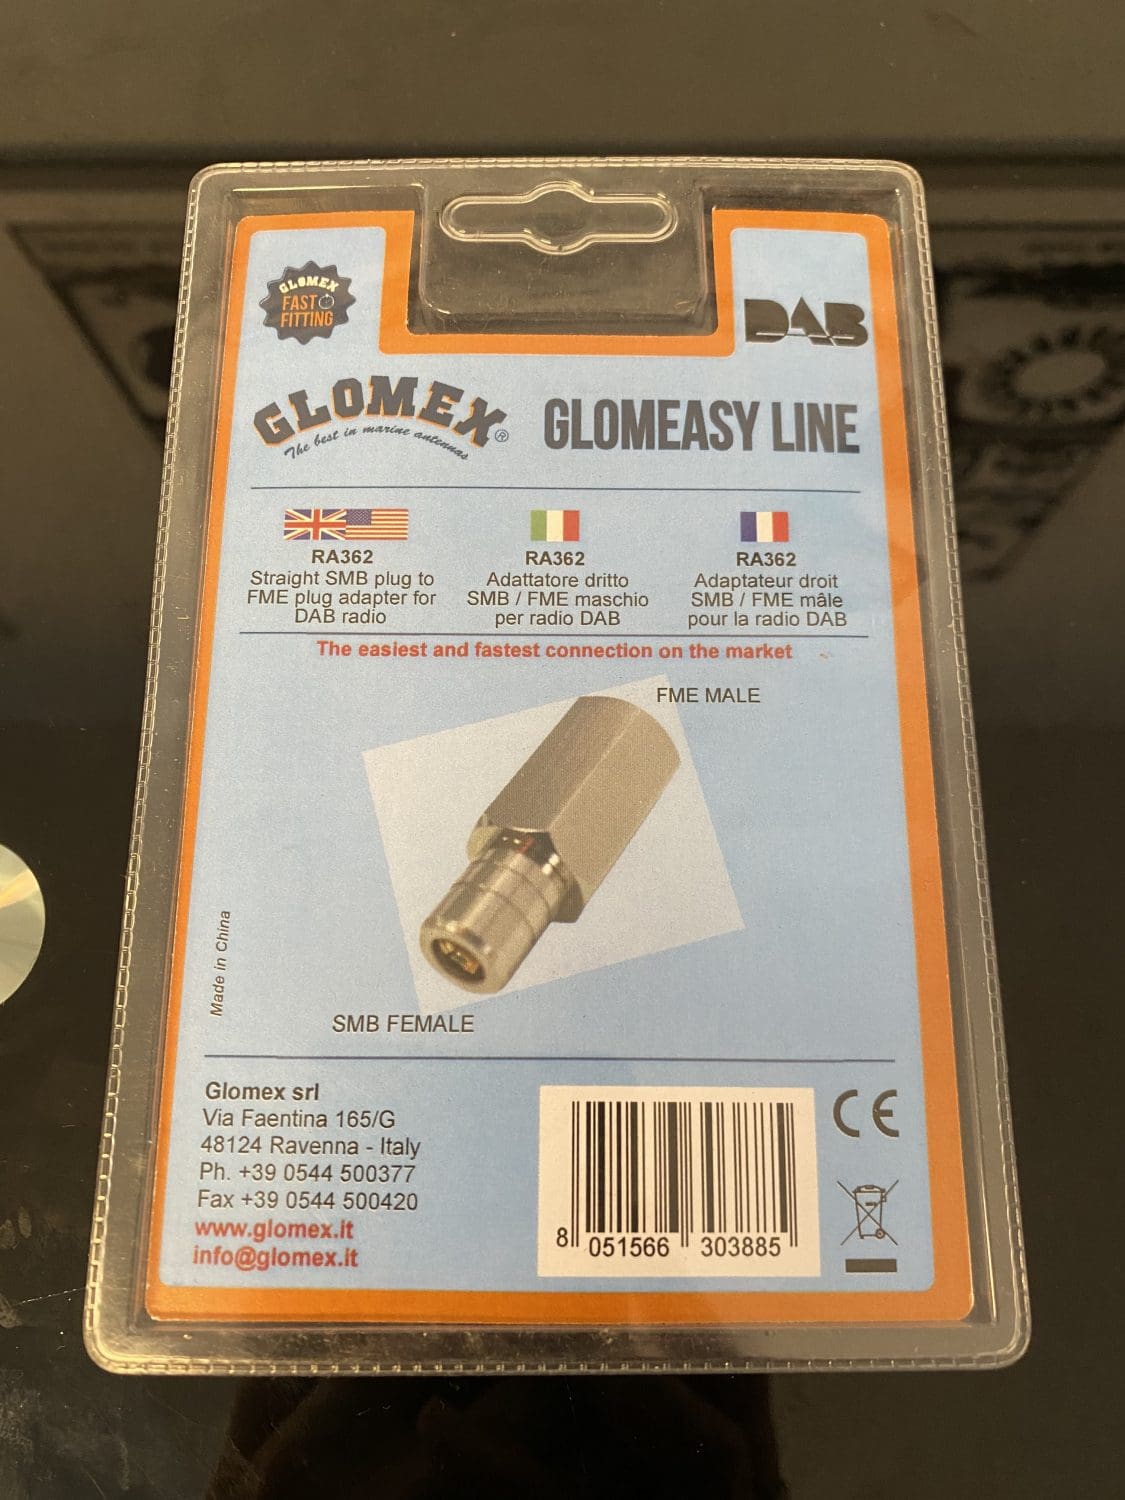 GLOMEX
FAST
FITTING
DAB
GLOMEX®
The best in marine antennas
GLOMEASY LINE
RA362
Straight SMB plug to
FME plug adapter for
DAB radio
RA362
Adattatore dritto
SMB / FME maschio
per radio DAB
RA362
Adaptateur droit
SMB / FME mâle
pour la radio DAB
The easiest and fastest connection on the market
FME MALE
SMB FEMALE
Made in China
Glomex srl
Via Faentina 165/G
48124 Ravenna - Italy
Ph. +39 0544 500377
Fax +39 0544 500420
www.glomex.it
info@glomex.it
8 051566 303885
CE